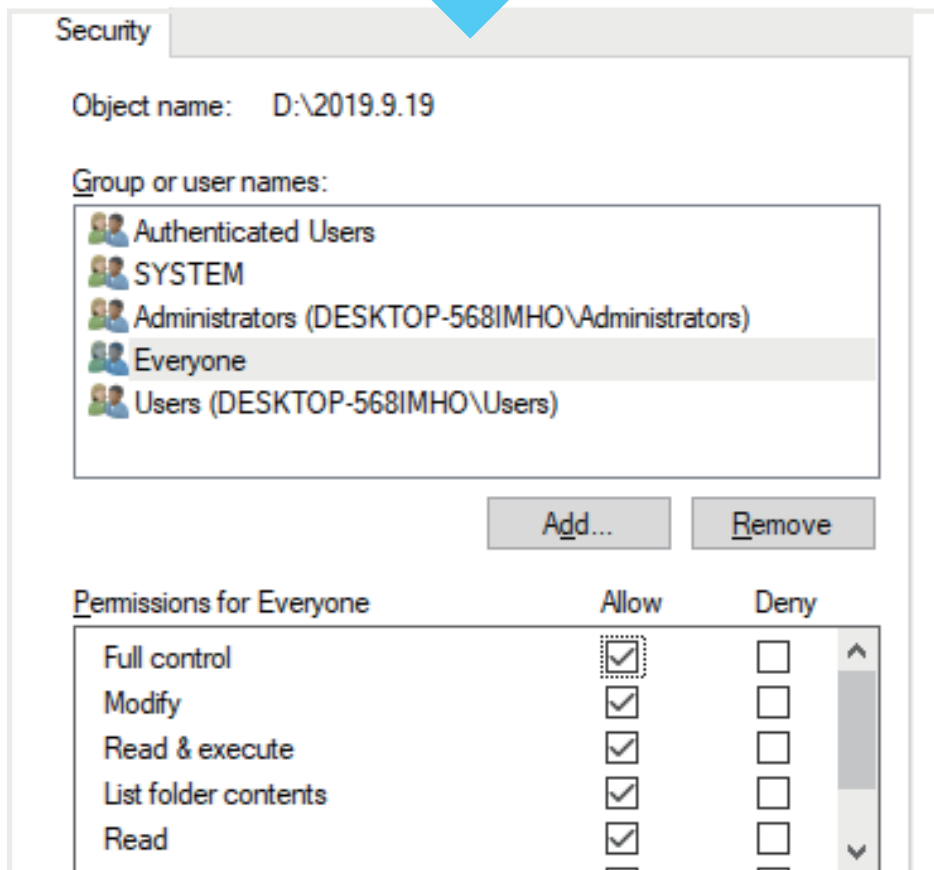 Security
Object name: D:\2019.9.19
Group or user names:
Authenticated Users
SYSTEM
Administrators (DESKTOP-568IMHO\Administrators)
Everyone
Users (DESKTOP-568IMHO\Users)
Add... Remove
Permissions for Everyone Allow Deny
Full control
Modify
Read & execute
List folder contents
Read